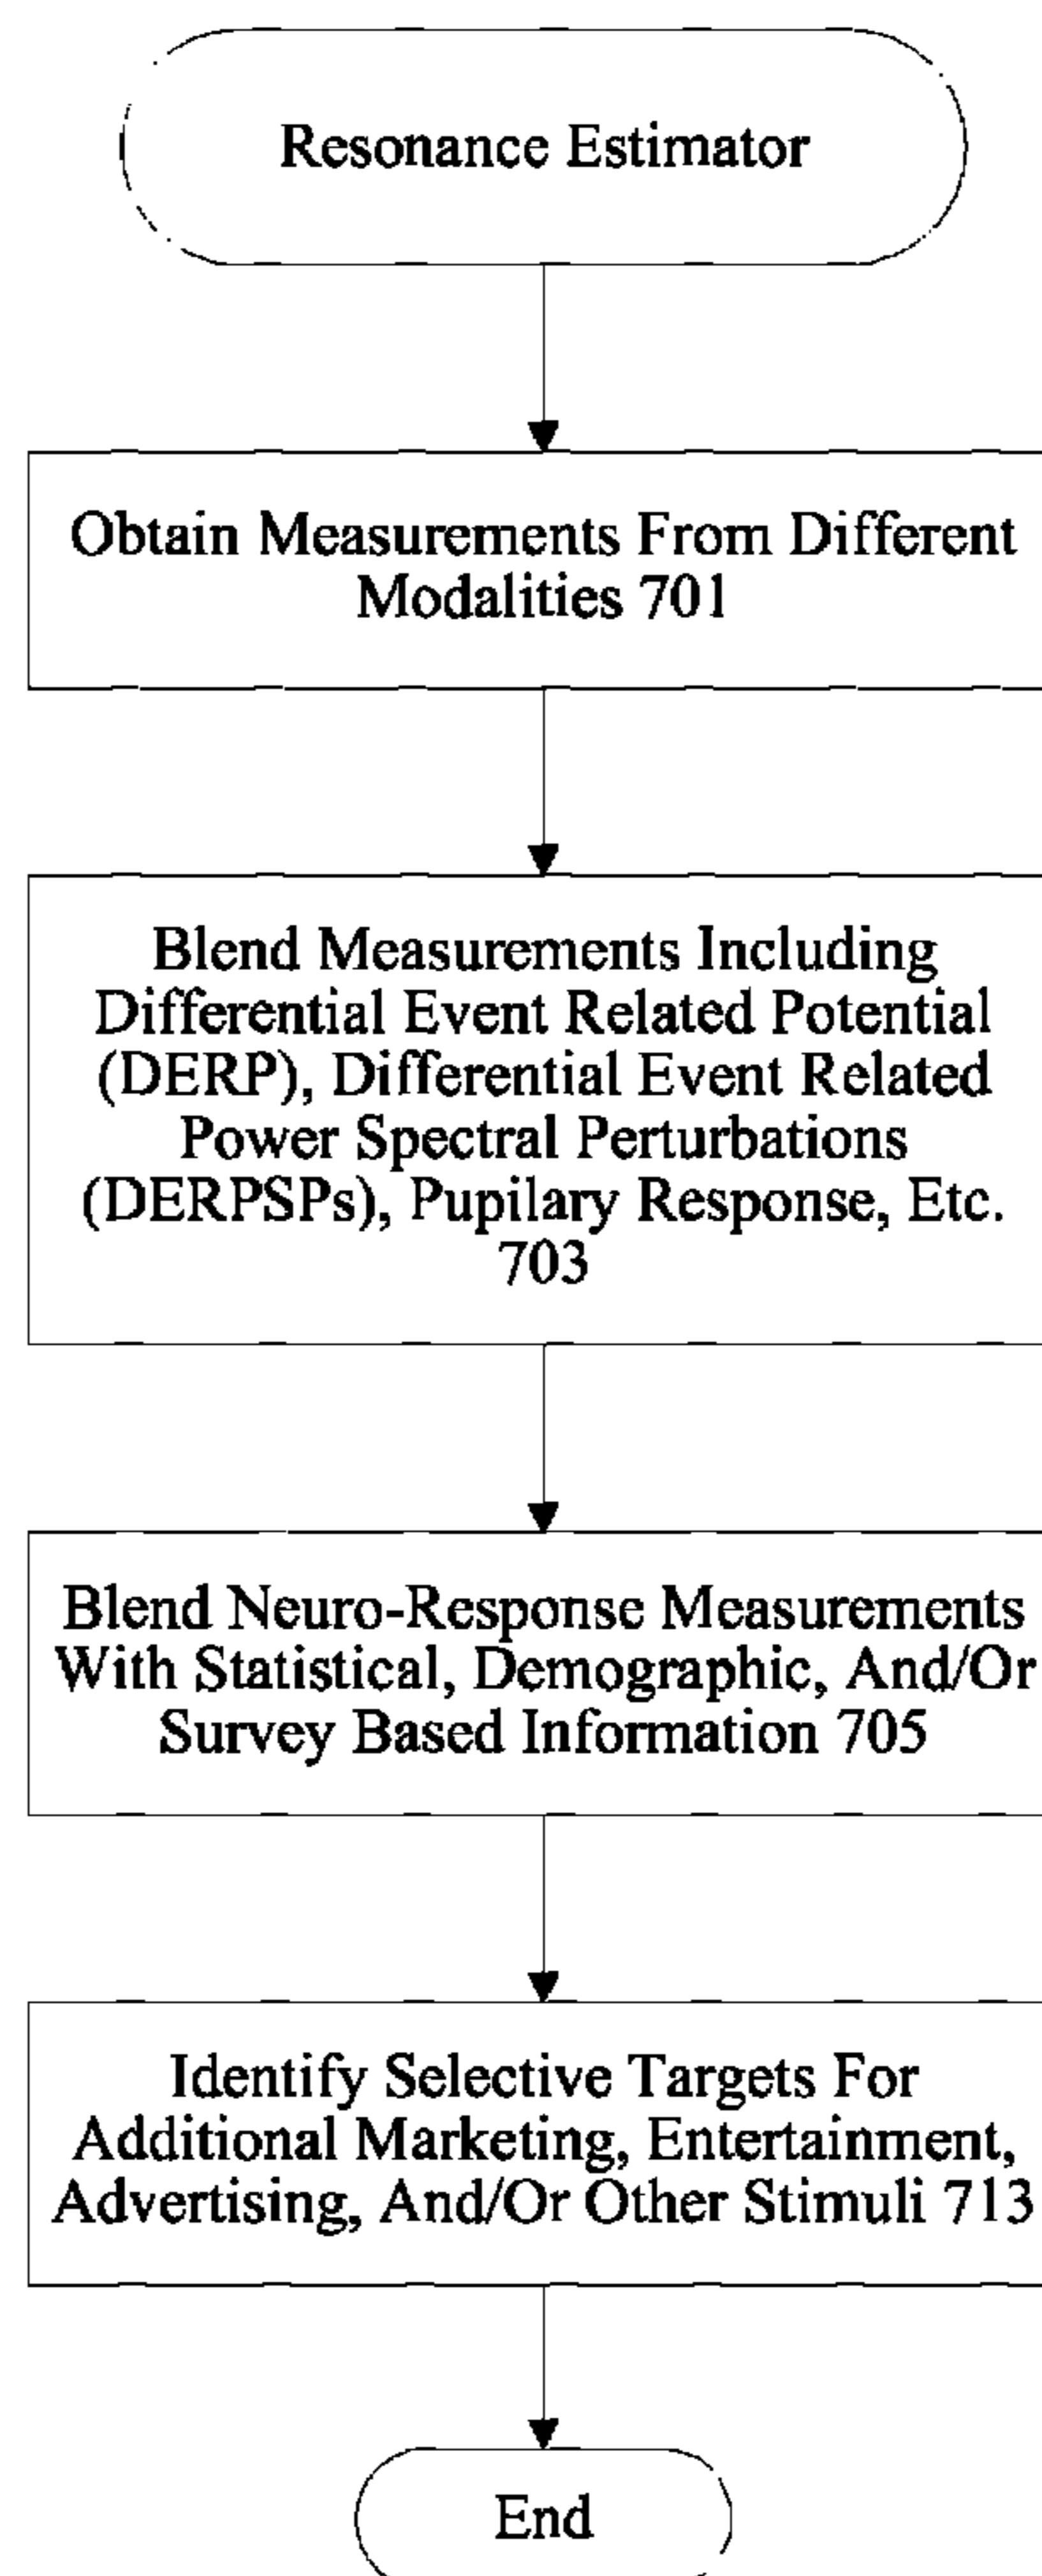 Resonance Estimator
Obtain Measurements From Different
Modalities 701
Blend Measurements Including
Differential Event Related Potential
(DERP), Differential Event Related
Power Spectral Perturbations
(DERPSPs), Pupilary Response, Etc.
703
Blend Neuro-Response Measurements
With Statistical, Demographic, And/Or
Survey Based Information 705
Identify Selective Targets For
Additional Marketing, Entertainment,
Advertising, And/Or Other Stimuli 713
End